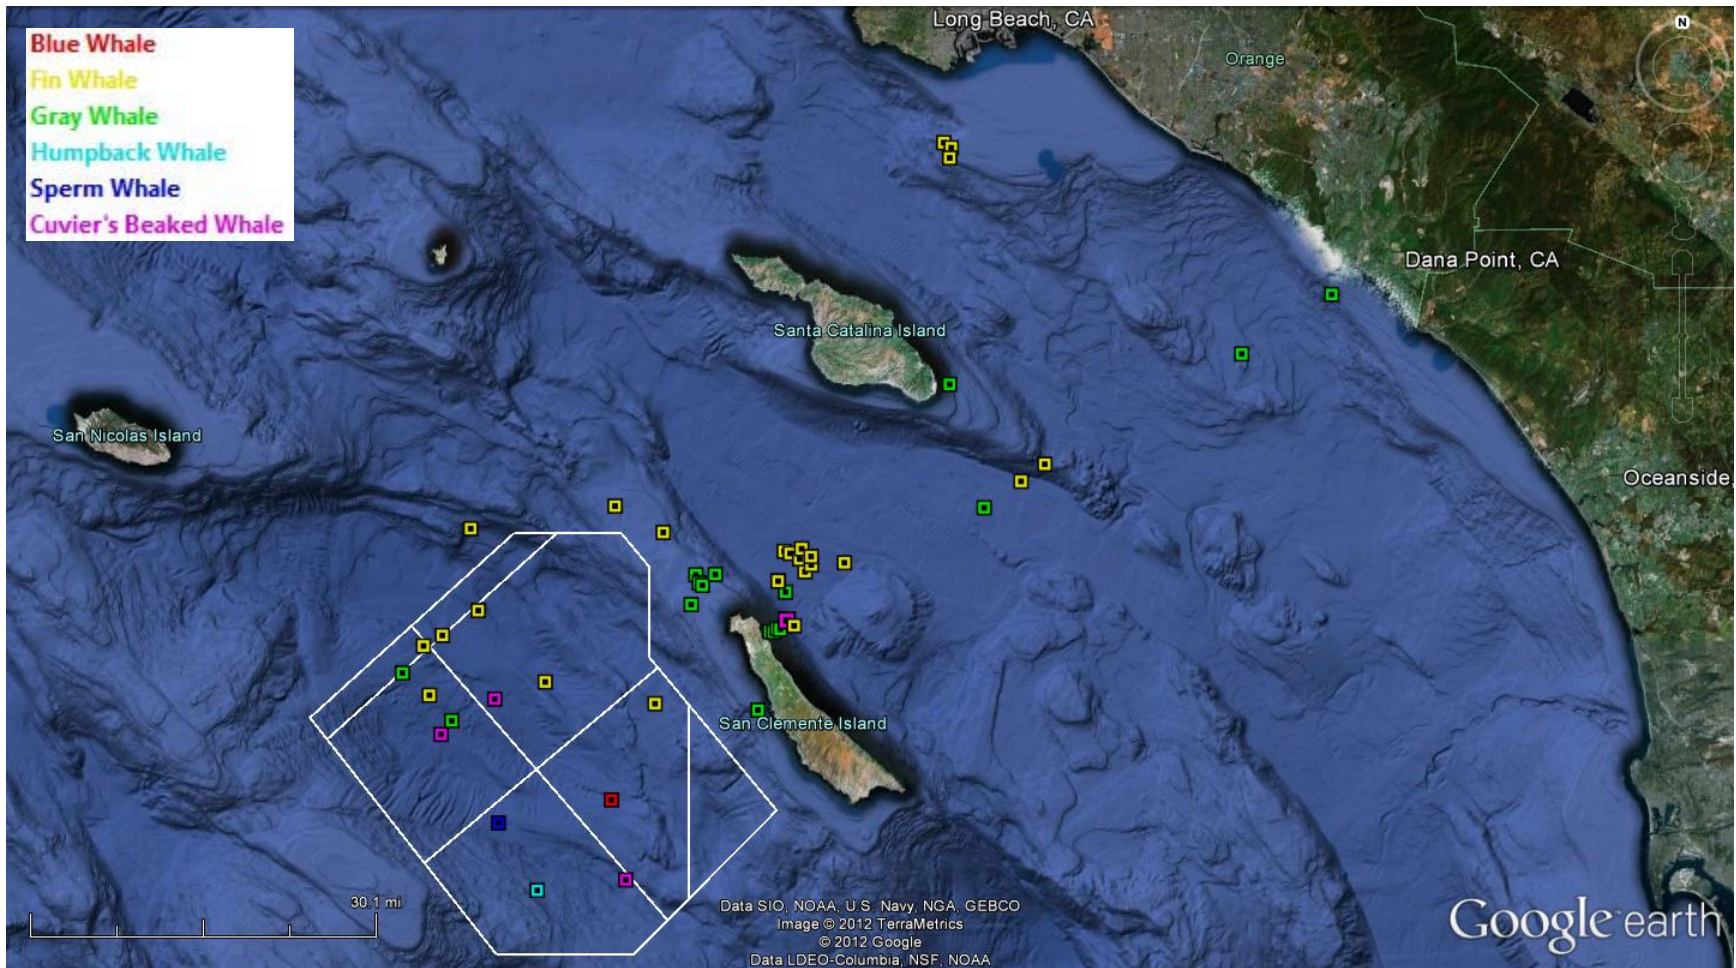 Blue Whale
Fin Whale
Gray Whale
Humpback Whale
Sperm Whale
Cuvier's Beaked Whale
Long Beach, CA
N
Orange
Dana Point, CA
Santa Catalina Island
San Nicolas Island
Oceanside,
San Clemente Island
30.1 mi
Data SIO, NOAA, U.S. Navy, NGA, GEBCO
Image © 2012 TerraMetrics
© 2012 Google
Data LDEO-Columbia, NSF, NOAA
Google earth